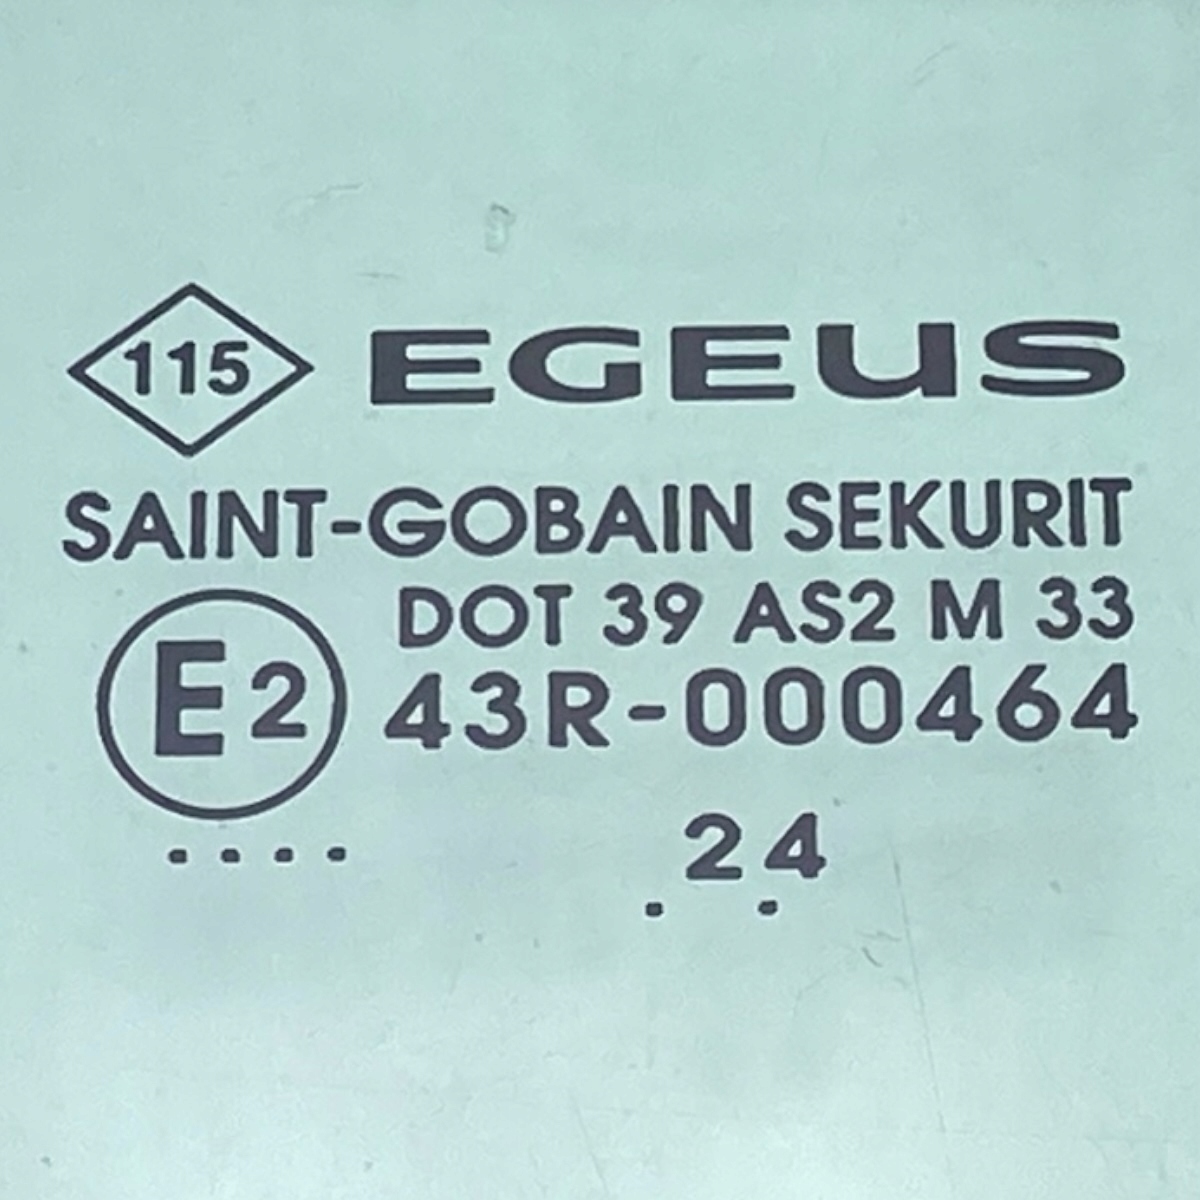 115 EGEUS
SAINT-GOBAIN SEKURIT
DOT 39 AS2 M 33
E2 43R-000464
.... 24
. .